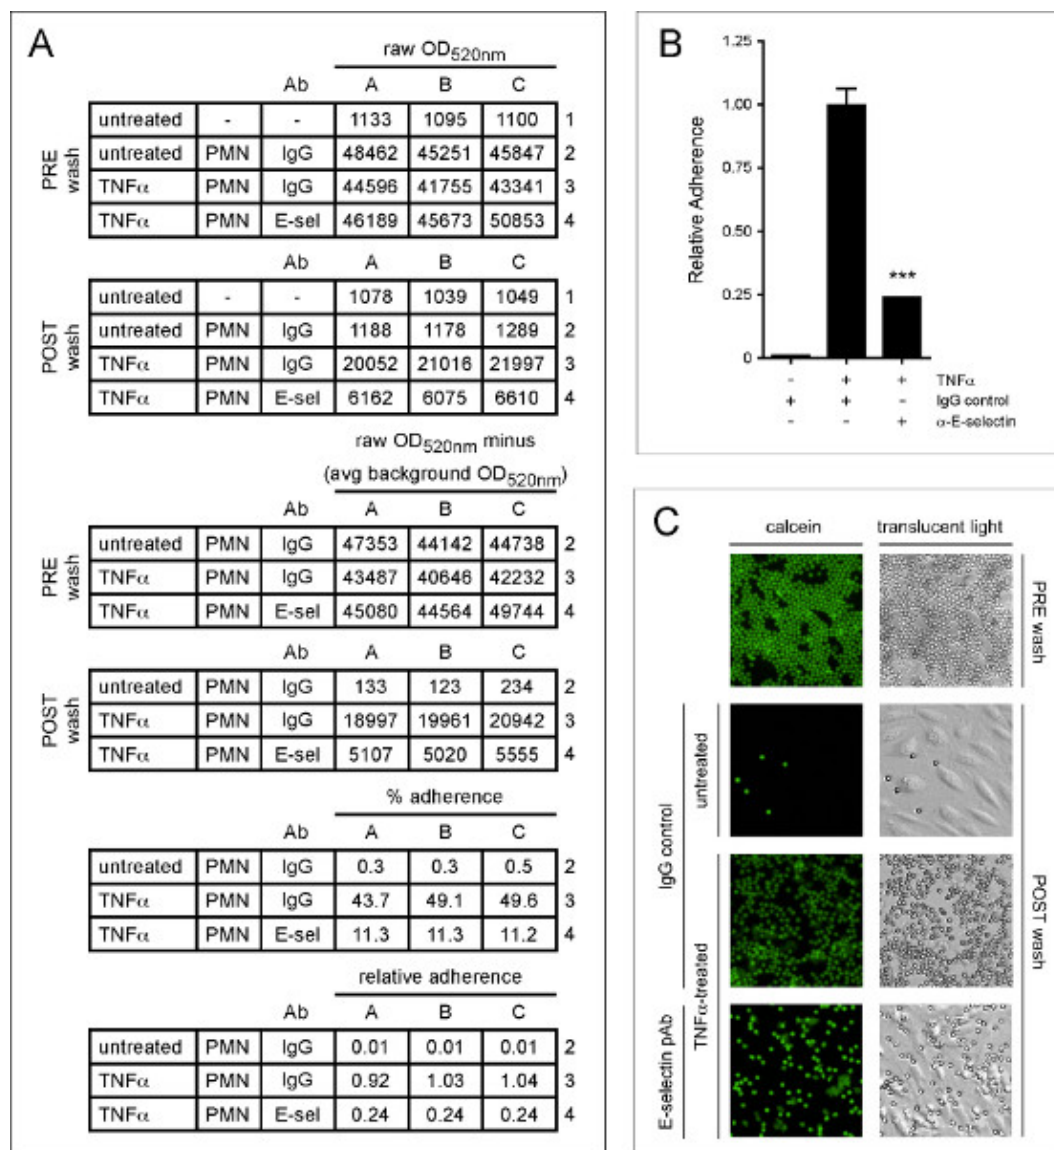 A
raw OD520nm
Ab A B C
PRE wash
untreated - - 1133 1095 1100 1
untreated PMN IgG 48462 45251 45847 2
TNFα PMN IgG 44596 41755 43341 3
TNFα PMN E-sel 46189 45673 50853 4
Ab A B C
POST wash
untreated - - 1078 1039 1049 1
untreated PMN IgG 1188 1178 1289 2
TNFα PMN IgG 20052 21016 21997 3
TNFα PMN E-sel 6162 6075 6610 4
raw OD520nm minus
(avg background OD520nm)
Ab A B C
PRE wash
untreated PMN IgG 47353 44142 44738 2
TNFα PMN IgG 43487 40646 42232 3
TNFα PMN E-sel 45080 44564 49744 4
Ab A B C
POST wash
untreated PMN IgG 133 123 234 2
TNFα PMN IgG 18997 19961 20942 3
TNFα PMN E-sel 5107 5020 5555 4
% adherence
Ab A B C
untreated PMN IgG 0.3 0.3 0.5 2
TNFα PMN IgG 43.7 49.1 49.6 3
TNFα PMN E-sel 11.3 11.3 11.2 4
relative adherence
Ab A B C
untreated PMN IgG 0.01 0.01 0.01 2
TNFα PMN IgG 0.92 1.03 1.04 3
TNFα PMN E-sel 0.24 0.24 0.24 4
B
Relative Adherence
1.25
1.00
0.75
0.50
0.25
0
***
- + + TNFα
+ + - IgG control
- - + α-E-selectin
C
calcein translucent light
PRE wash
IgG control
untreated
TNFα-treated
E-selectin pAb
POST wash